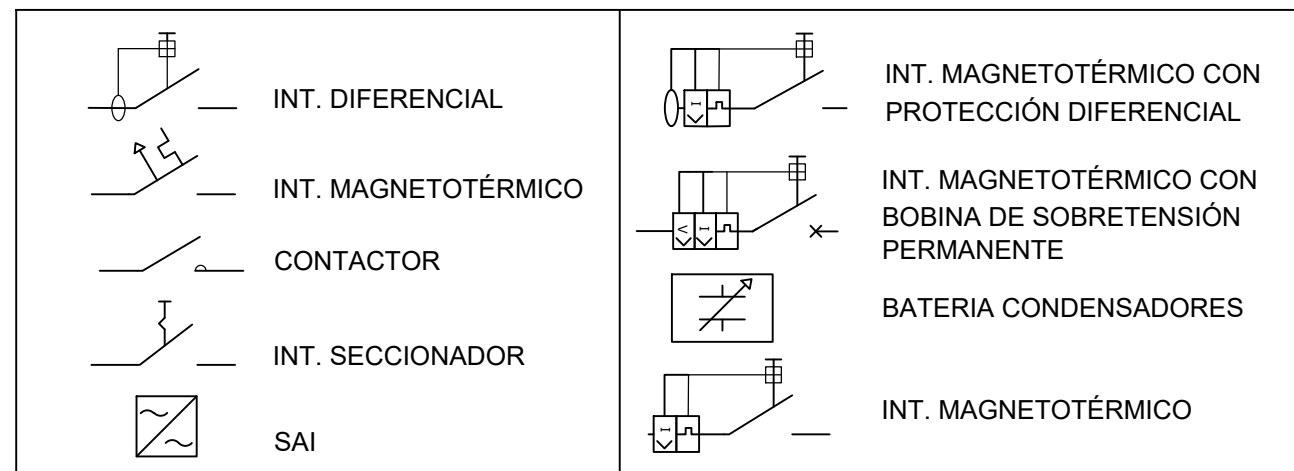 INT. DIFERENCIAL
INT. MAGNETOTÉRMICO
CONTACTOR
INT. SECCIONADOR
SAI
I
INT. MAGNETOTÉRMICO CON
PROTECCIÓN DIFERENCIAL
V I
INT. MAGNETOTÉRMICO CON
BOBINA DE SOBRETENSIÓN
PERMANENTE
BATERIA CONDENSADORES
I
INT. MAGNETOTÉRMICO